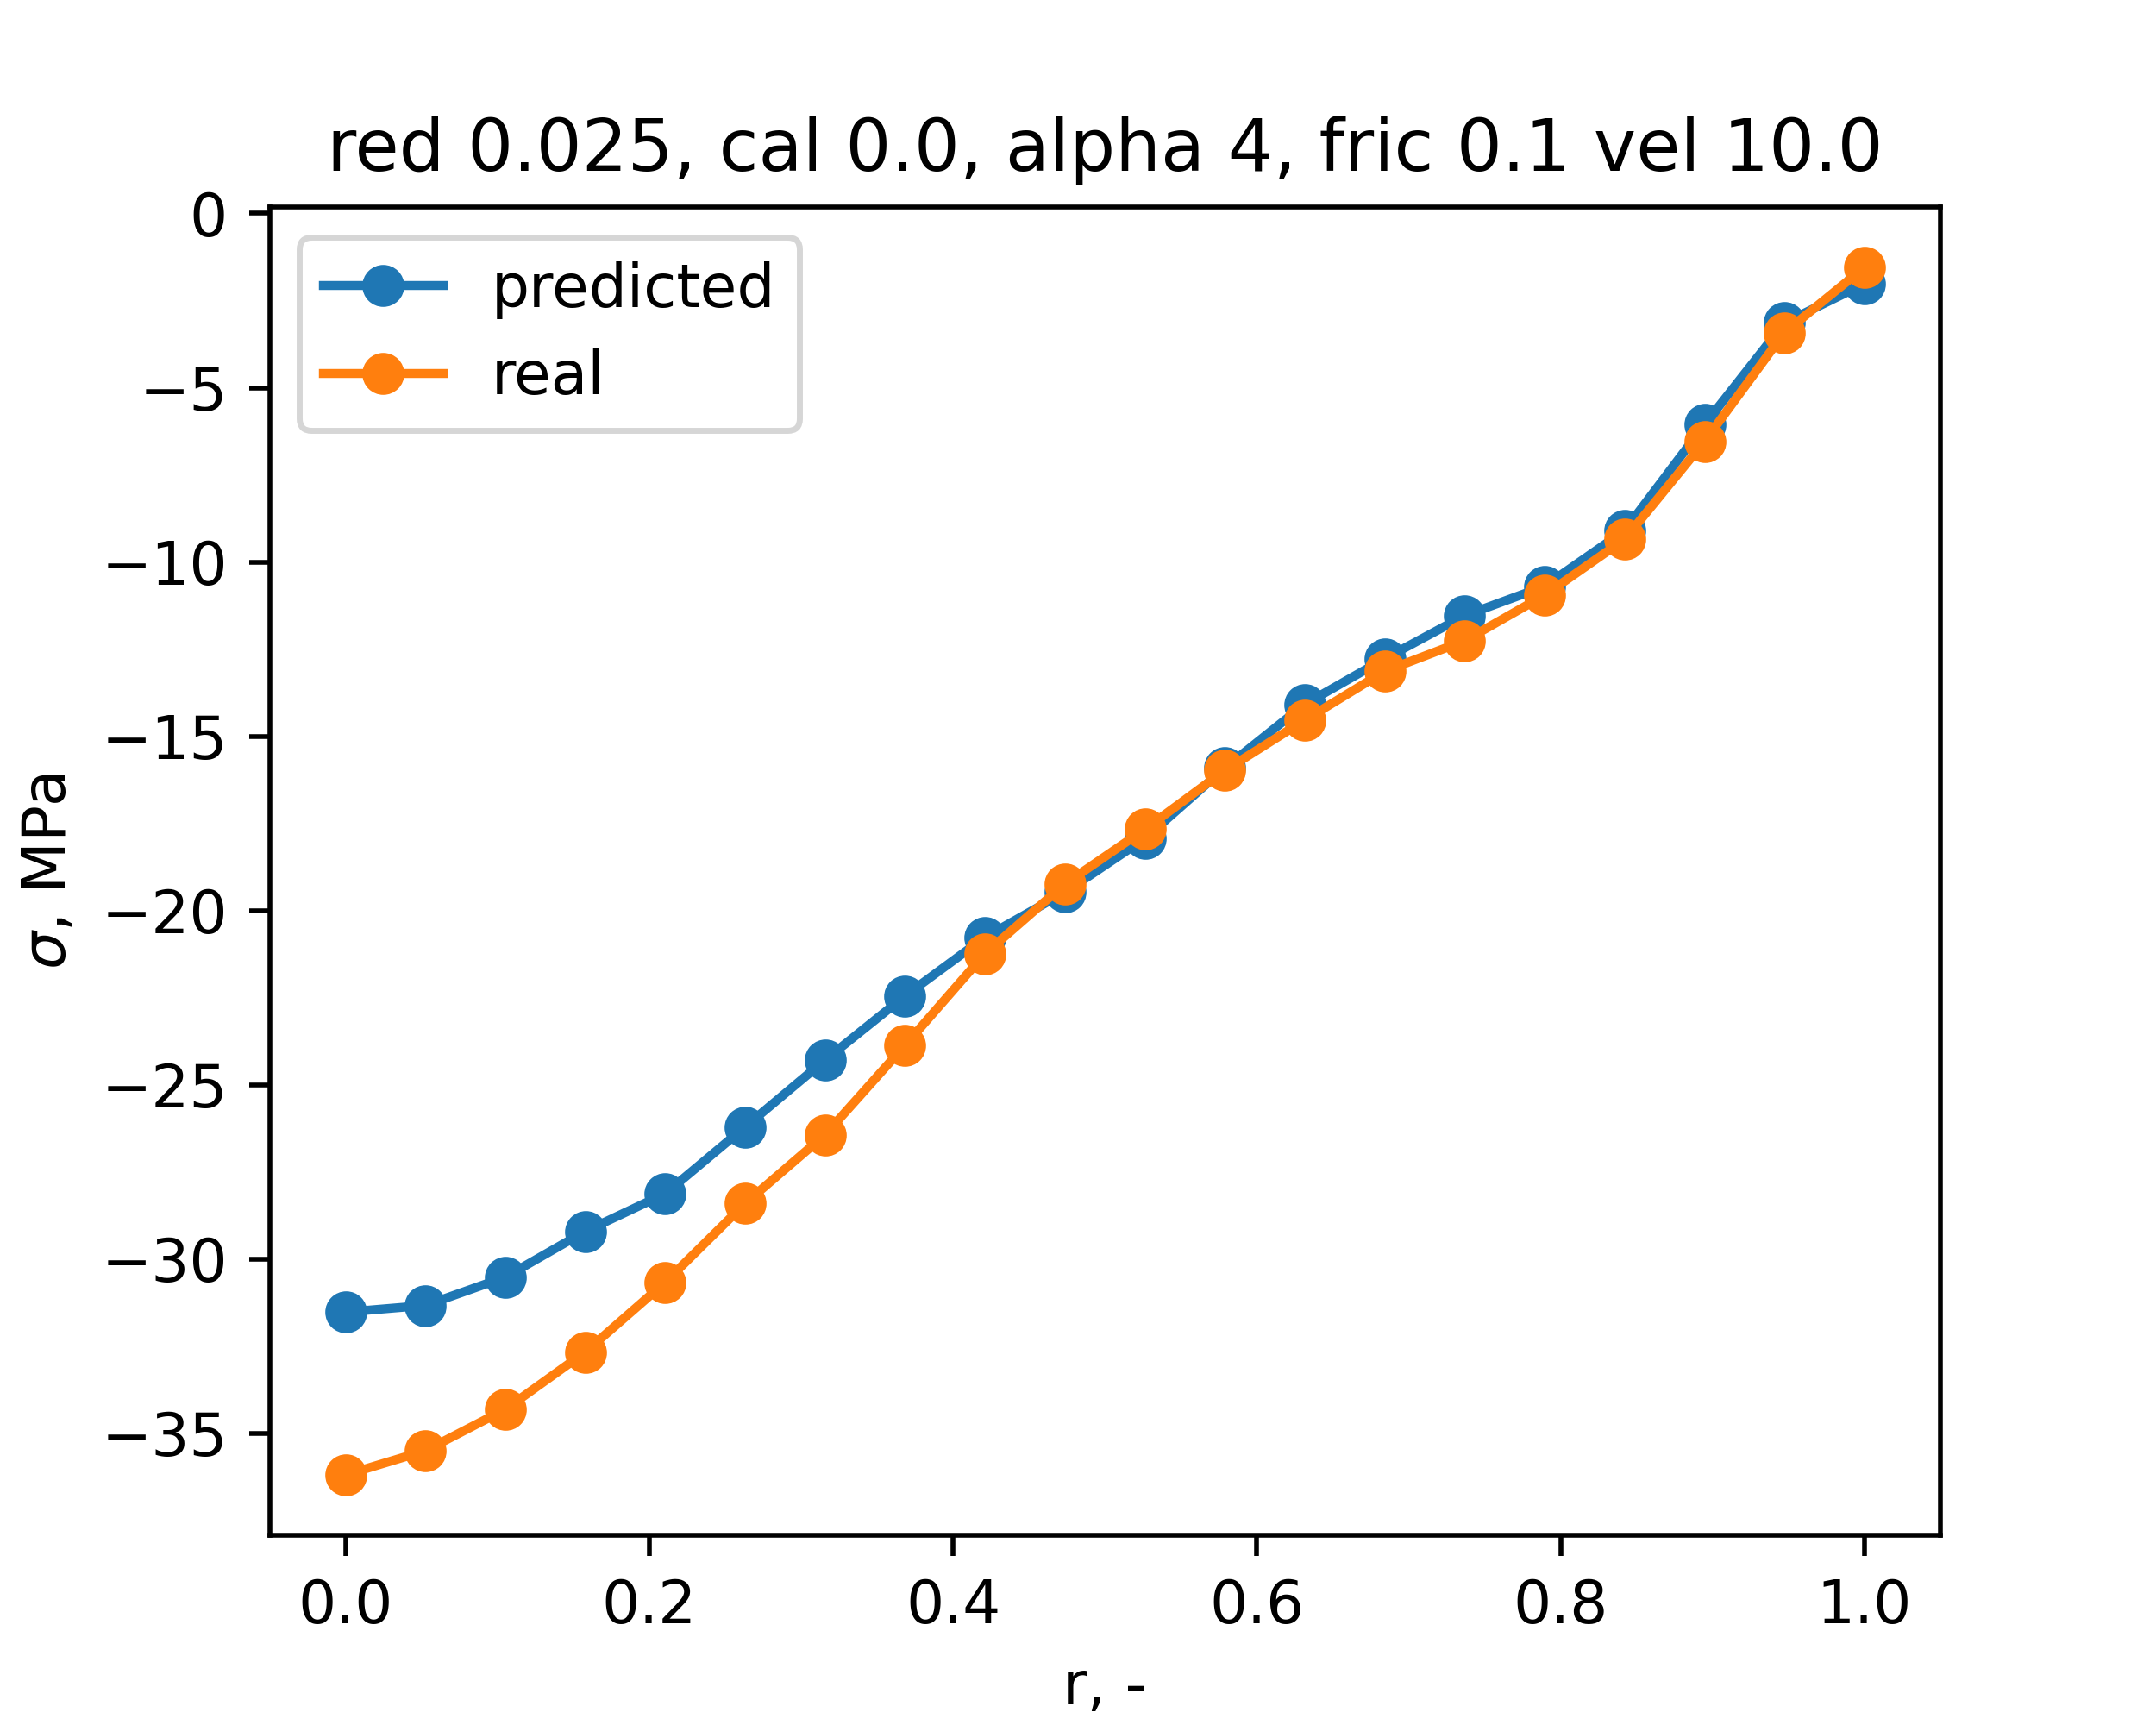 red 0.025, cal 0.0, alpha 4, fric 0.1 vel 10.0
predicted
real
0
−5
−10
−15
−20
−25
−30
−35
σ, MPa
0.0 0.2 0.4 0.6 0.8 1.0
r, -